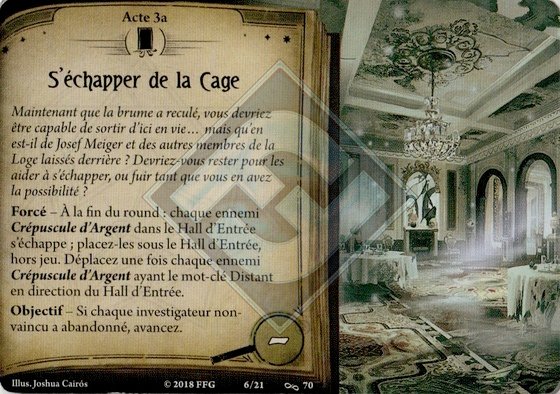 Acte 3a
S'échapper de la Cage
Maintenant que la brume a reculé, vous devriez
être capable de sortir d'ici en vie… mais qu'en
est-il de Josef Meiger et des autres membres de la
Loge laissés derrière ? Devriez-vous rester pour les
aider à s'échapper, ou fuir tant que vous en avez
la possibilité ?
Forcé – À la fin du round : chaque ennemi
Crépuscule d'Argent dans le Hall d'Entrée
s'échappe ; placez-les sous le Hall d'Entrée,
hors jeu. Déplacez une fois chaque ennemi
Crépuscule d'Argent ayant le mot-clé Distant
en direction du Hall d'Entrée.
Objectif – Si chaque investigateur non-
vaincu a abandonné, avancez.
–
Illus. Joshua Cairós © 2018 FFG 6/21 70